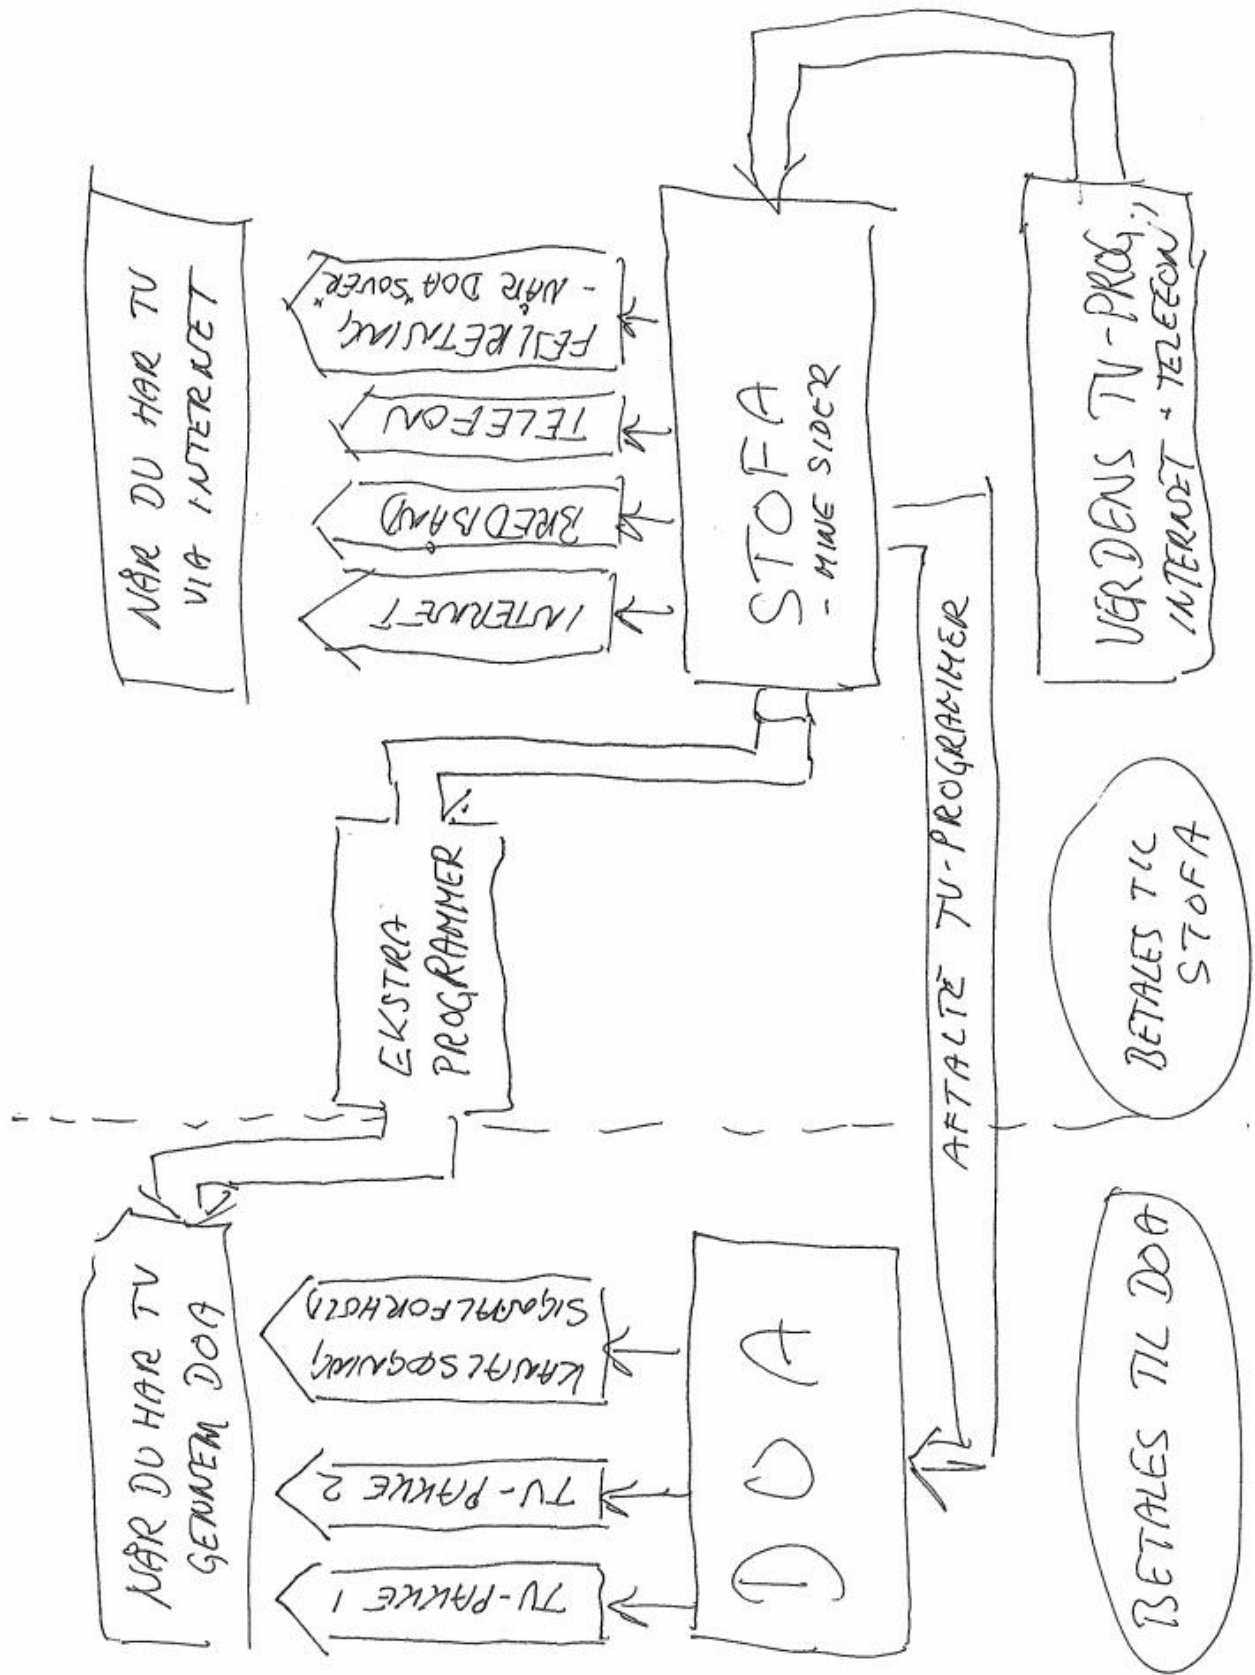 NÅR DU HAR TV
GENNEM DOA
NÅR DU HAR TV
VIA INTERNET
TV-PAKKE 1
TV-PAKKE 2
KANALSØGNING
SIGNALFORHOLD
EKSTRA
PROGRAMMER
INTERNET
BREDBÅND
TELEFON
FEJLRETNING
- NÅR DOA "SOVER"
DOA
STOFA
- MINE SIDER
AFTALTE TV-PROGRAMMER
VERDENS TV-PROG.,
INTERNET + TELEFON
BETALES TIL DOA
BETALES TIL
STOFA